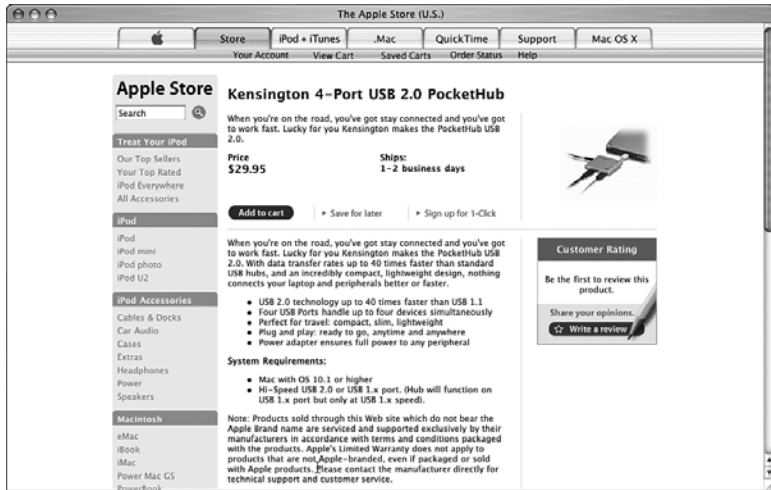 The Apple Store (U.S.)
Store
iPod + iTunes
.Mac
QuickTime
Support
Mac OS X
Your Account
View Cart
Saved Carts
Order Status
Help
Apple Store
Search
Treat Your iPod
Our Top Sellers
Your Top Rated
iPod Everywhere
All Accessories
iPod
iPod
iPod mini
iPod photo
iPod U2
iPod Accessories
Cables & Docks
Car Audio
Cases
Extras
Headphones
Power
Speakers
Macintosh
eMac
iBook
iMac
Power Mac G5
PowerBook
Kensington 4-Port USB 2.0 PocketHub
When you're on the road, you've got stay connected and you've got
to work fast. Lucky for you Kensington makes the PocketHub USB
2.0.
Price
$29.95
Ships:
1-2 business days
Add to cart
Save for later
Sign up for 1-Click
When you're on the road, you've got stay connected and you've got
to work fast. Lucky for you Kensington makes the PocketHub USB
2.0. With data transfer rates up to 40 times faster than standard
USB hubs, and an incredibly compact, lightweight design, nothing
connects your laptop and peripherals better or faster.
• USB 2.0 technology up to 40 times faster than USB 1.1
• Four USB Ports handle up to four devices simultaneously
• Perfect for travel: compact, slim, lightweight
• Plug and play: ready to go, anytime and anywhere
• Power adapter ensures full power to any peripheral
System Requirements:
• Mac with OS 10.1 or higher
• Hi-Speed USB 2.0 or USB 1.x port. (Hub will function on
USB 1.x port but only at USB 1.x speed).
Note: Products sold through this Web site which do not bear the
Apple Brand name are serviced and supported exclusively by their
manufacturers in accordance with terms and conditions packaged
with the products. Apple's Limited Warranty does not apply to
products that are not Apple-branded, even if packaged or sold
with Apple products. Please contact the manufacturer directly for
technical support and customer service.
Customer Rating
Be the first to review this
product.
Share your opinions.
Write a review